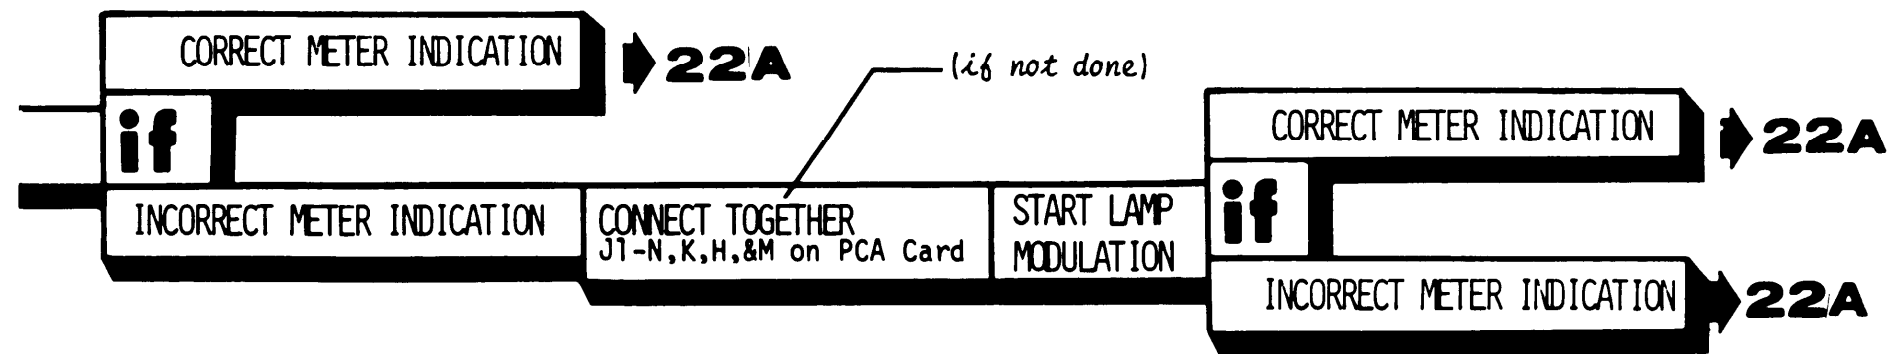 CORRECT METER INDICATION
22A
if
INCORRECT METER INDICATION
(if not done)
CONNECT TOGETHER
J1-N,K,H,&M on PCA Card
START LAMP
MODULATION
CORRECT METER INDICATION
22A
if
INCORRECT METER INDICATION
22A